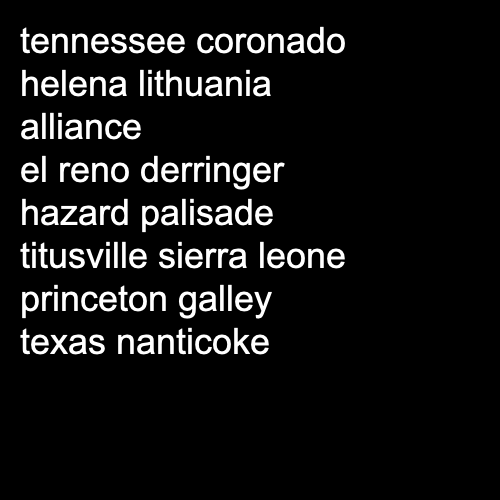 tennessee coronado
helena lithuania
alliance
el reno derringer
hazard palisade
titusville sierra leone
princeton galley
texas nanticoke